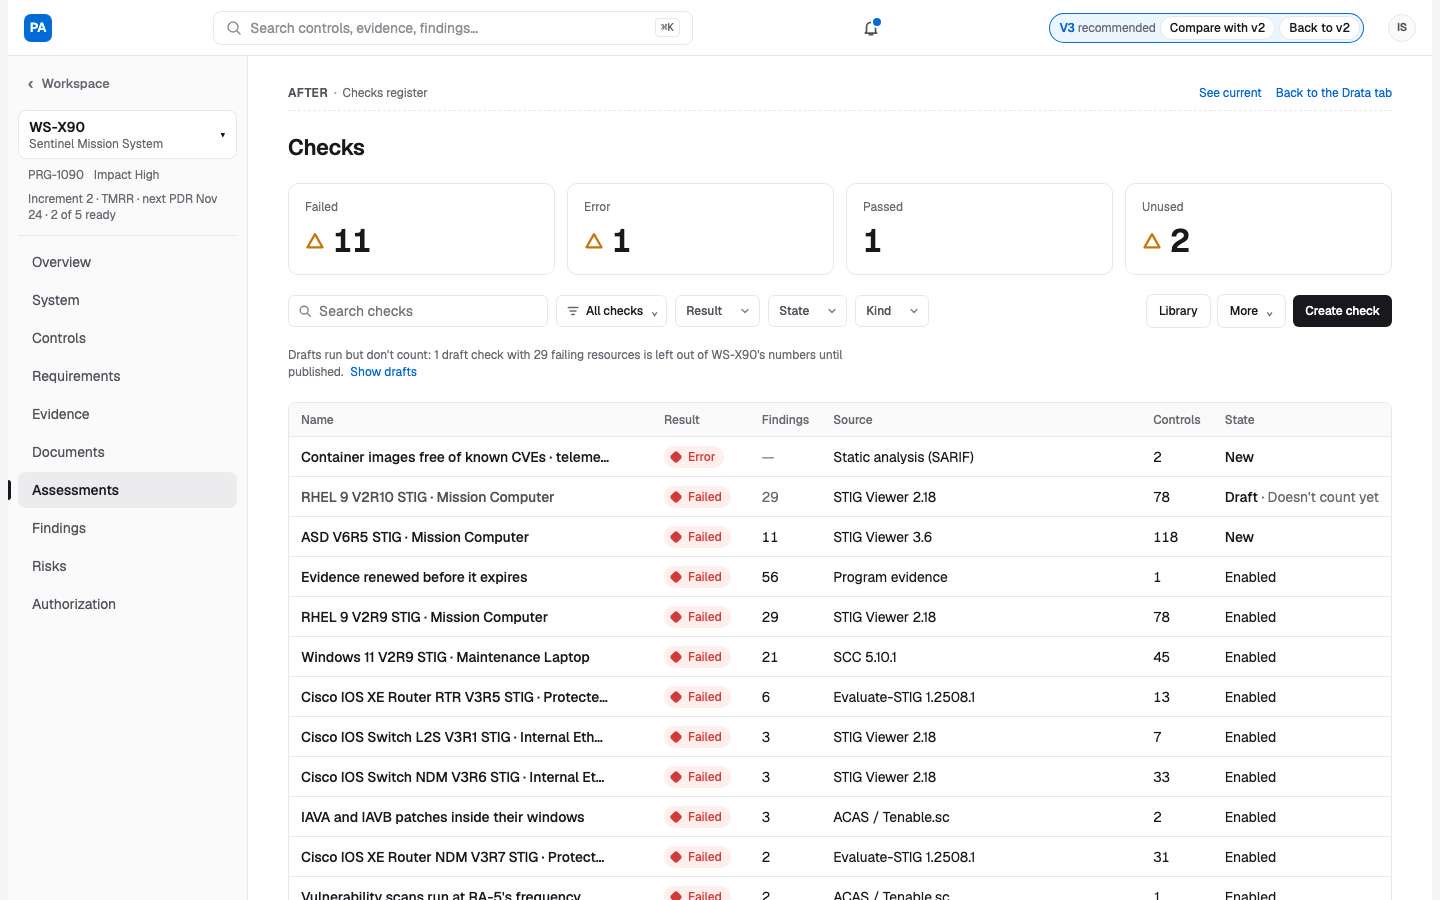 PA
Search controls, evidence, findings...
⌘K
V3 recommended
Compare with v2
Back to v2
IS
‹ Workspace
WS-X90
Sentinel Mission System
PRG-1090 Impact High
Increment 2 · TMRR · next PDR Nov
24 · 2 of 5 ready
Overview
System
Controls
Requirements
Evidence
Documents
Assessments
Findings
Risks
Authorization
AFTER · Checks register
See current
Back to the Drata tab
Checks
Failed
11
Error
1
Passed
1
Unused
2
Search checks
All checks
Result
State
Kind
Library
More
Create check
Drafts run but don't count: 1 draft check with 29 failing resources is left out of WS-X90's numbers until
published. Show drafts
Name Result Findings Source Controls State
Container images free of known CVEs · teleme... Error — Static analysis (SARIF) 2 New
RHEL 9 V2R10 STIG · Mission Computer Failed 29 STIG Viewer 2.18 78 Draft · Doesn't count yet
ASD V6R5 STIG · Mission Computer Failed 11 STIG Viewer 3.6 118 New
Evidence renewed before it expires Failed 56 Program evidence 1 Enabled
RHEL 9 V2R9 STIG · Mission Computer Failed 29 STIG Viewer 2.18 78 Enabled
Windows 11 V2R9 STIG · Maintenance Laptop Failed 21 SCC 5.10.1 45 Enabled
Cisco IOS XE Router RTR V3R5 STIG · Protecte... Failed 6 Evaluate-STIG 1.2508.1 13 Enabled
Cisco IOS Switch L2S V3R1 STIG · Internal Eth... Failed 3 STIG Viewer 2.18 7 Enabled
Cisco IOS Switch NDM V3R6 STIG · Internal Et... Failed 3 STIG Viewer 2.18 33 Enabled
IAVA and IAVB patches inside their windows Failed 3 ACAS / Tenable.sc 2 Enabled
Cisco IOS XE Router NDM V3R7 STIG · Protect... Failed 2 Evaluate-STIG 1.2508.1 31 Enabled
Vulnerability scans run at RA-5's frequency Failed 2 ACAS / Tenable.sc 1 Enabled